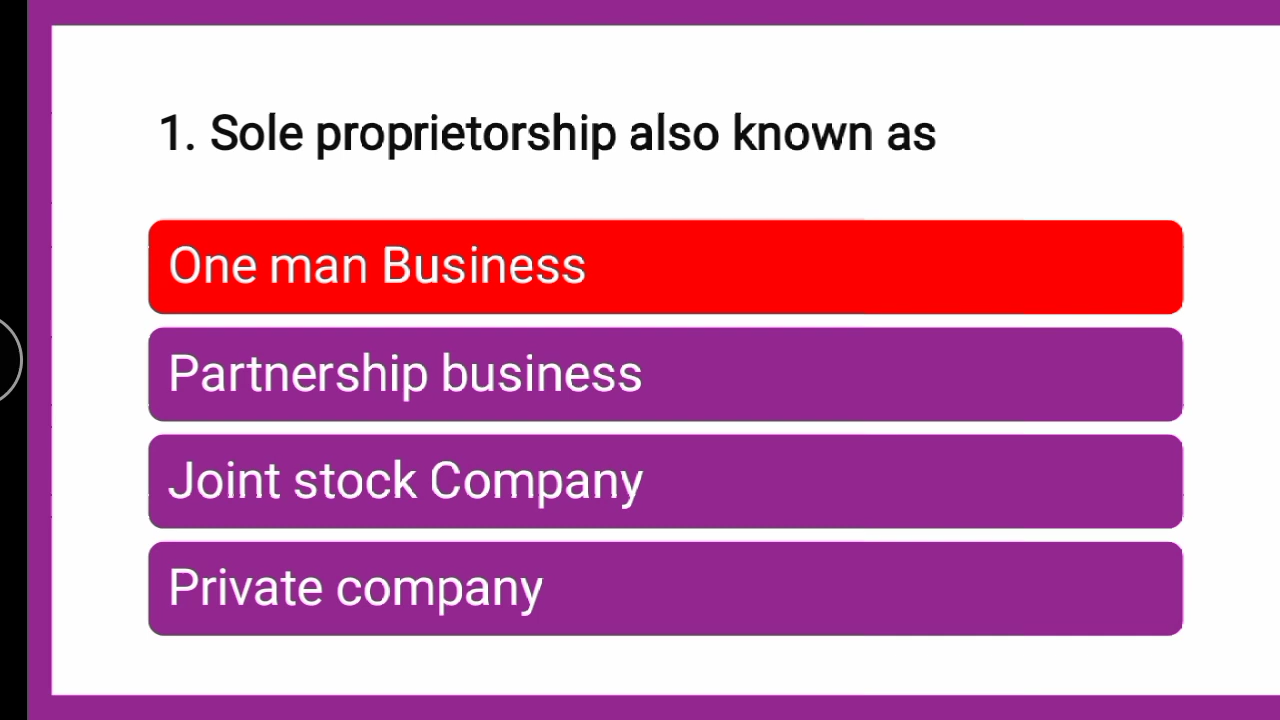 1. Sole proprietorship also known as
One man Business
Partnership business
Joint stock Company
Private company